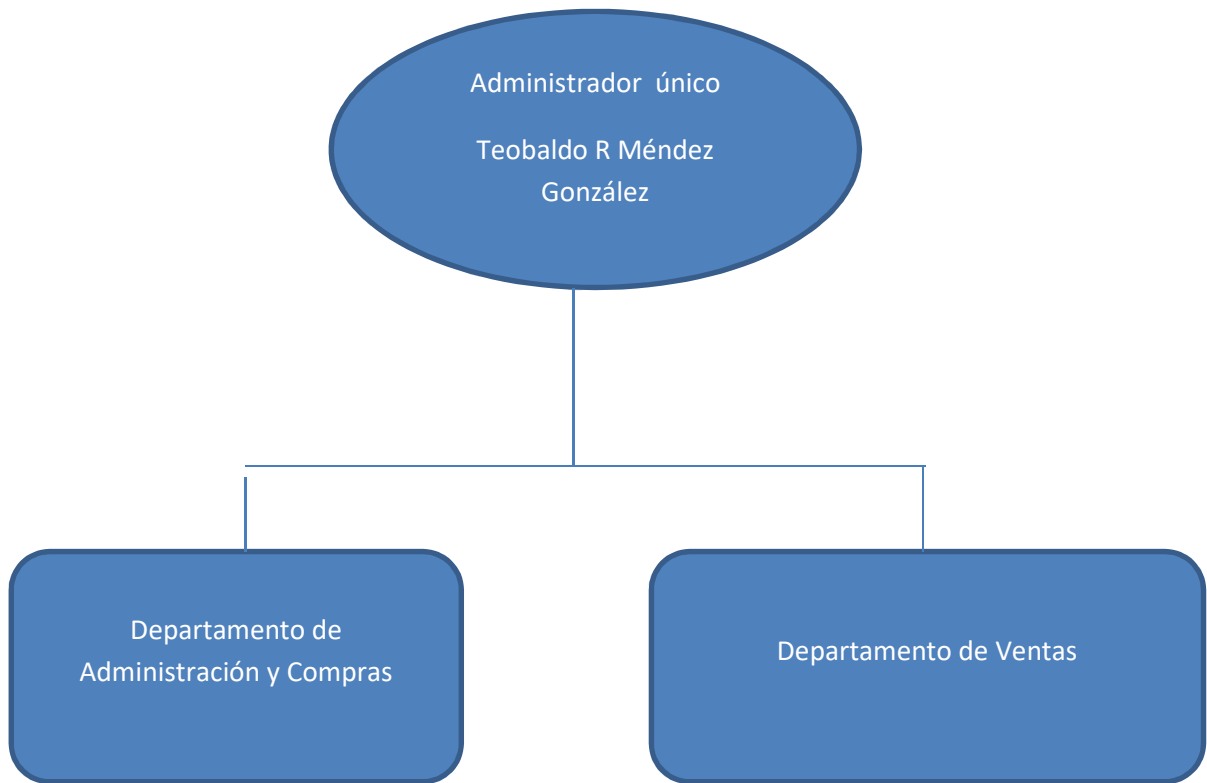 Administrador único
Teobaldo R Méndez
González
Departamento de
Administración y Compras
Departamento de Ventas